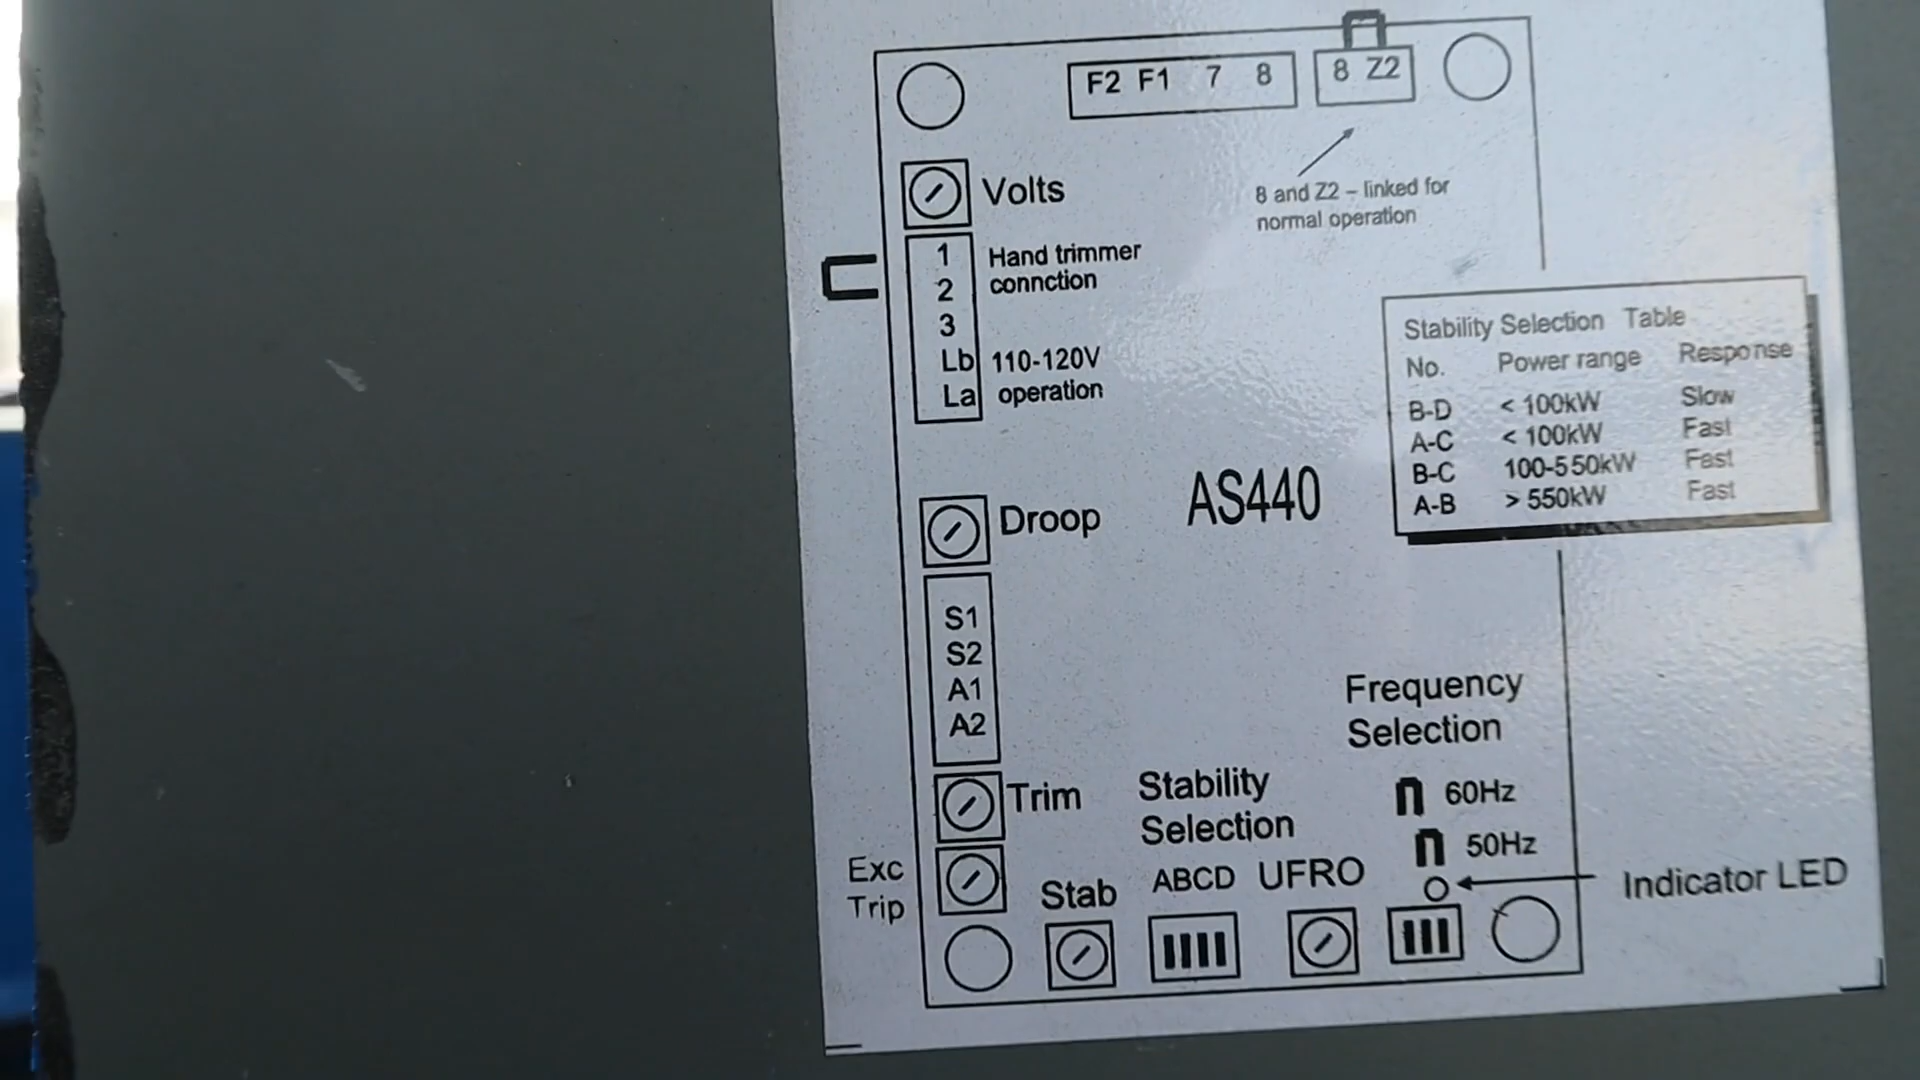 F2 F1 7 8
8 Z2
Volts
8 and Z2 – linked for
normal operation
1
2
3
Lb
La
Hand trimmer
connction
110-120V
operation
Stability Selection Table
No. Power range Response
B-D < 100kW Slow
A-C < 100kW Fast
B-C 100-550kW Fast
A-B > 550kW Fast
AS440
Droop
S1
S2
A1
A2
Frequency
Selection
60Hz
50Hz
Trim
Stability
Selection
Exc
Trip
Stab
ABCD
UFRO
Indicator LED